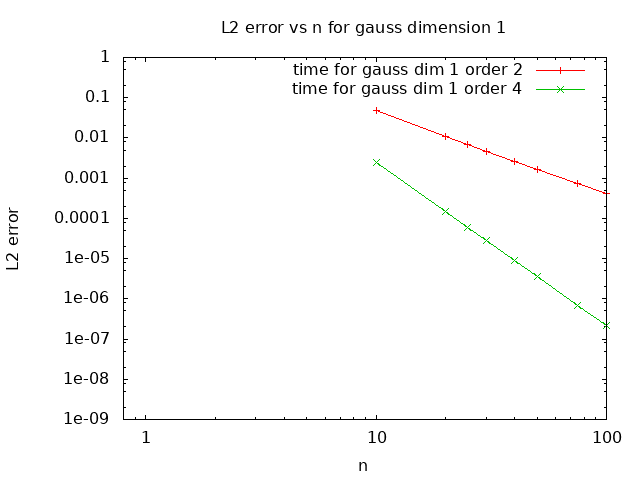 L2 error vs n for gauss dimension 1
time for gauss dim 1 order 2
time for gauss dim 1 order 4
L2 error
1
0.1
0.01
0.001
0.0001
1e-05
1e-06
1e-07
1e-08
1e-09
1 10 100
n